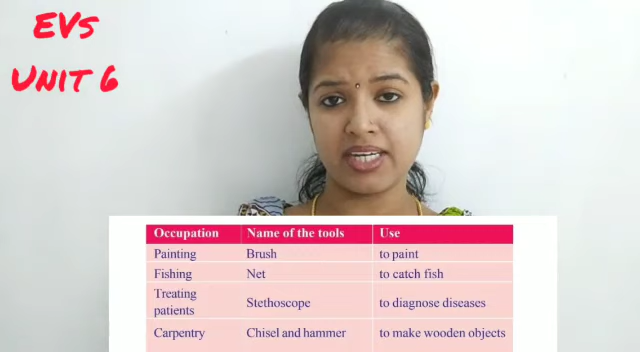 EVs
UNIT 6
Occupation Name of the tools Use
Painting Brush to paint
Fishing Net to catch fish
Treating patients Stethoscope to diagnose diseases
Carpentry Chisel and hammer to make wooden objects